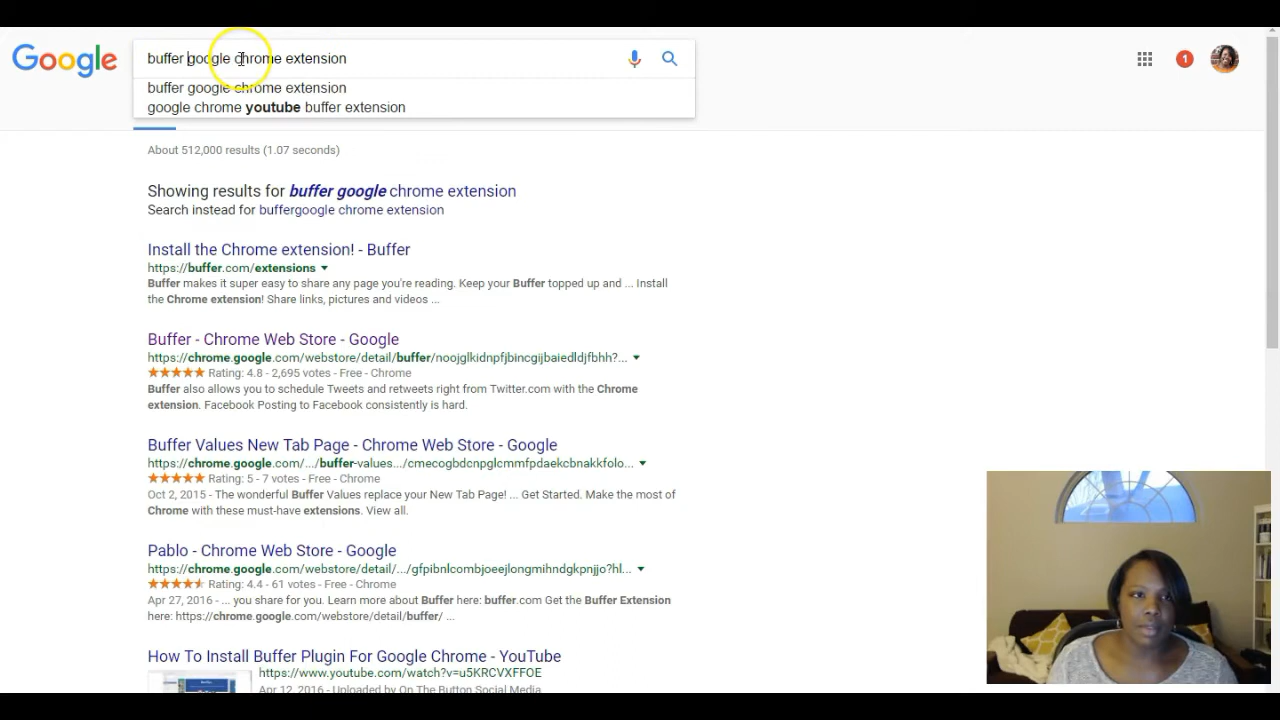 Google
buffer google chrome extension
1
buffer google chrome extension
google chrome youtube buffer extension
About 512,000 results (1.07 seconds)
Showing results for buffer google chrome extension
Search instead for buffergoogle chrome extension
Install the Chrome extension! - Buffer
https://buffer.com/extensions
Buffer makes it super easy to share any page you're reading. Keep your Buffer topped up and ... Install
the Chrome extension! Share links, pictures and videos ...
Buffer - Chrome Web Store - Google
https://chrome.google.com/webstore/detail/buffer/noojglkidnpfjbincgijbaiedldjfbhh?...
Rating: 4.8 - 2,695 votes - Free - Chrome
Buffer also allows you to schedule Tweets and retweets right from Twitter.com with the Chrome
extension. Facebook Posting to Facebook consistently is hard.
Buffer Values New Tab Page - Chrome Web Store - Google
https://chrome.google.com/.../buffer-values.../cmecogbdcnpglcmmfpdaekcbnakkfolo...
Rating: 5 - 7 votes - Free - Chrome
Oct 2, 2015 - The wonderful Buffer Values replace your New Tab Page! ... Get Started. Make the most of
Chrome with these must-have extensions. View all.
Pablo - Chrome Web Store - Google
https://chrome.google.com/webstore/detail/.../gfpibnlcombjoeejlongmihndgkpnjjo?hl...
Rating: 4.4 - 61 votes - Free - Chrome
Apr 27, 2016 - ... you share for you. Learn more about Buffer here: buffer.com Get the Buffer Extension
here: https://chrome.google.com/webstore/detail/buffer/ ...
How To Install Buffer Plugin For Google Chrome - YouTube
https://www.youtube.com/watch?v=u5KRCVXFFOE
Apr 12, 2016 - Uploaded by On The Button Social Media